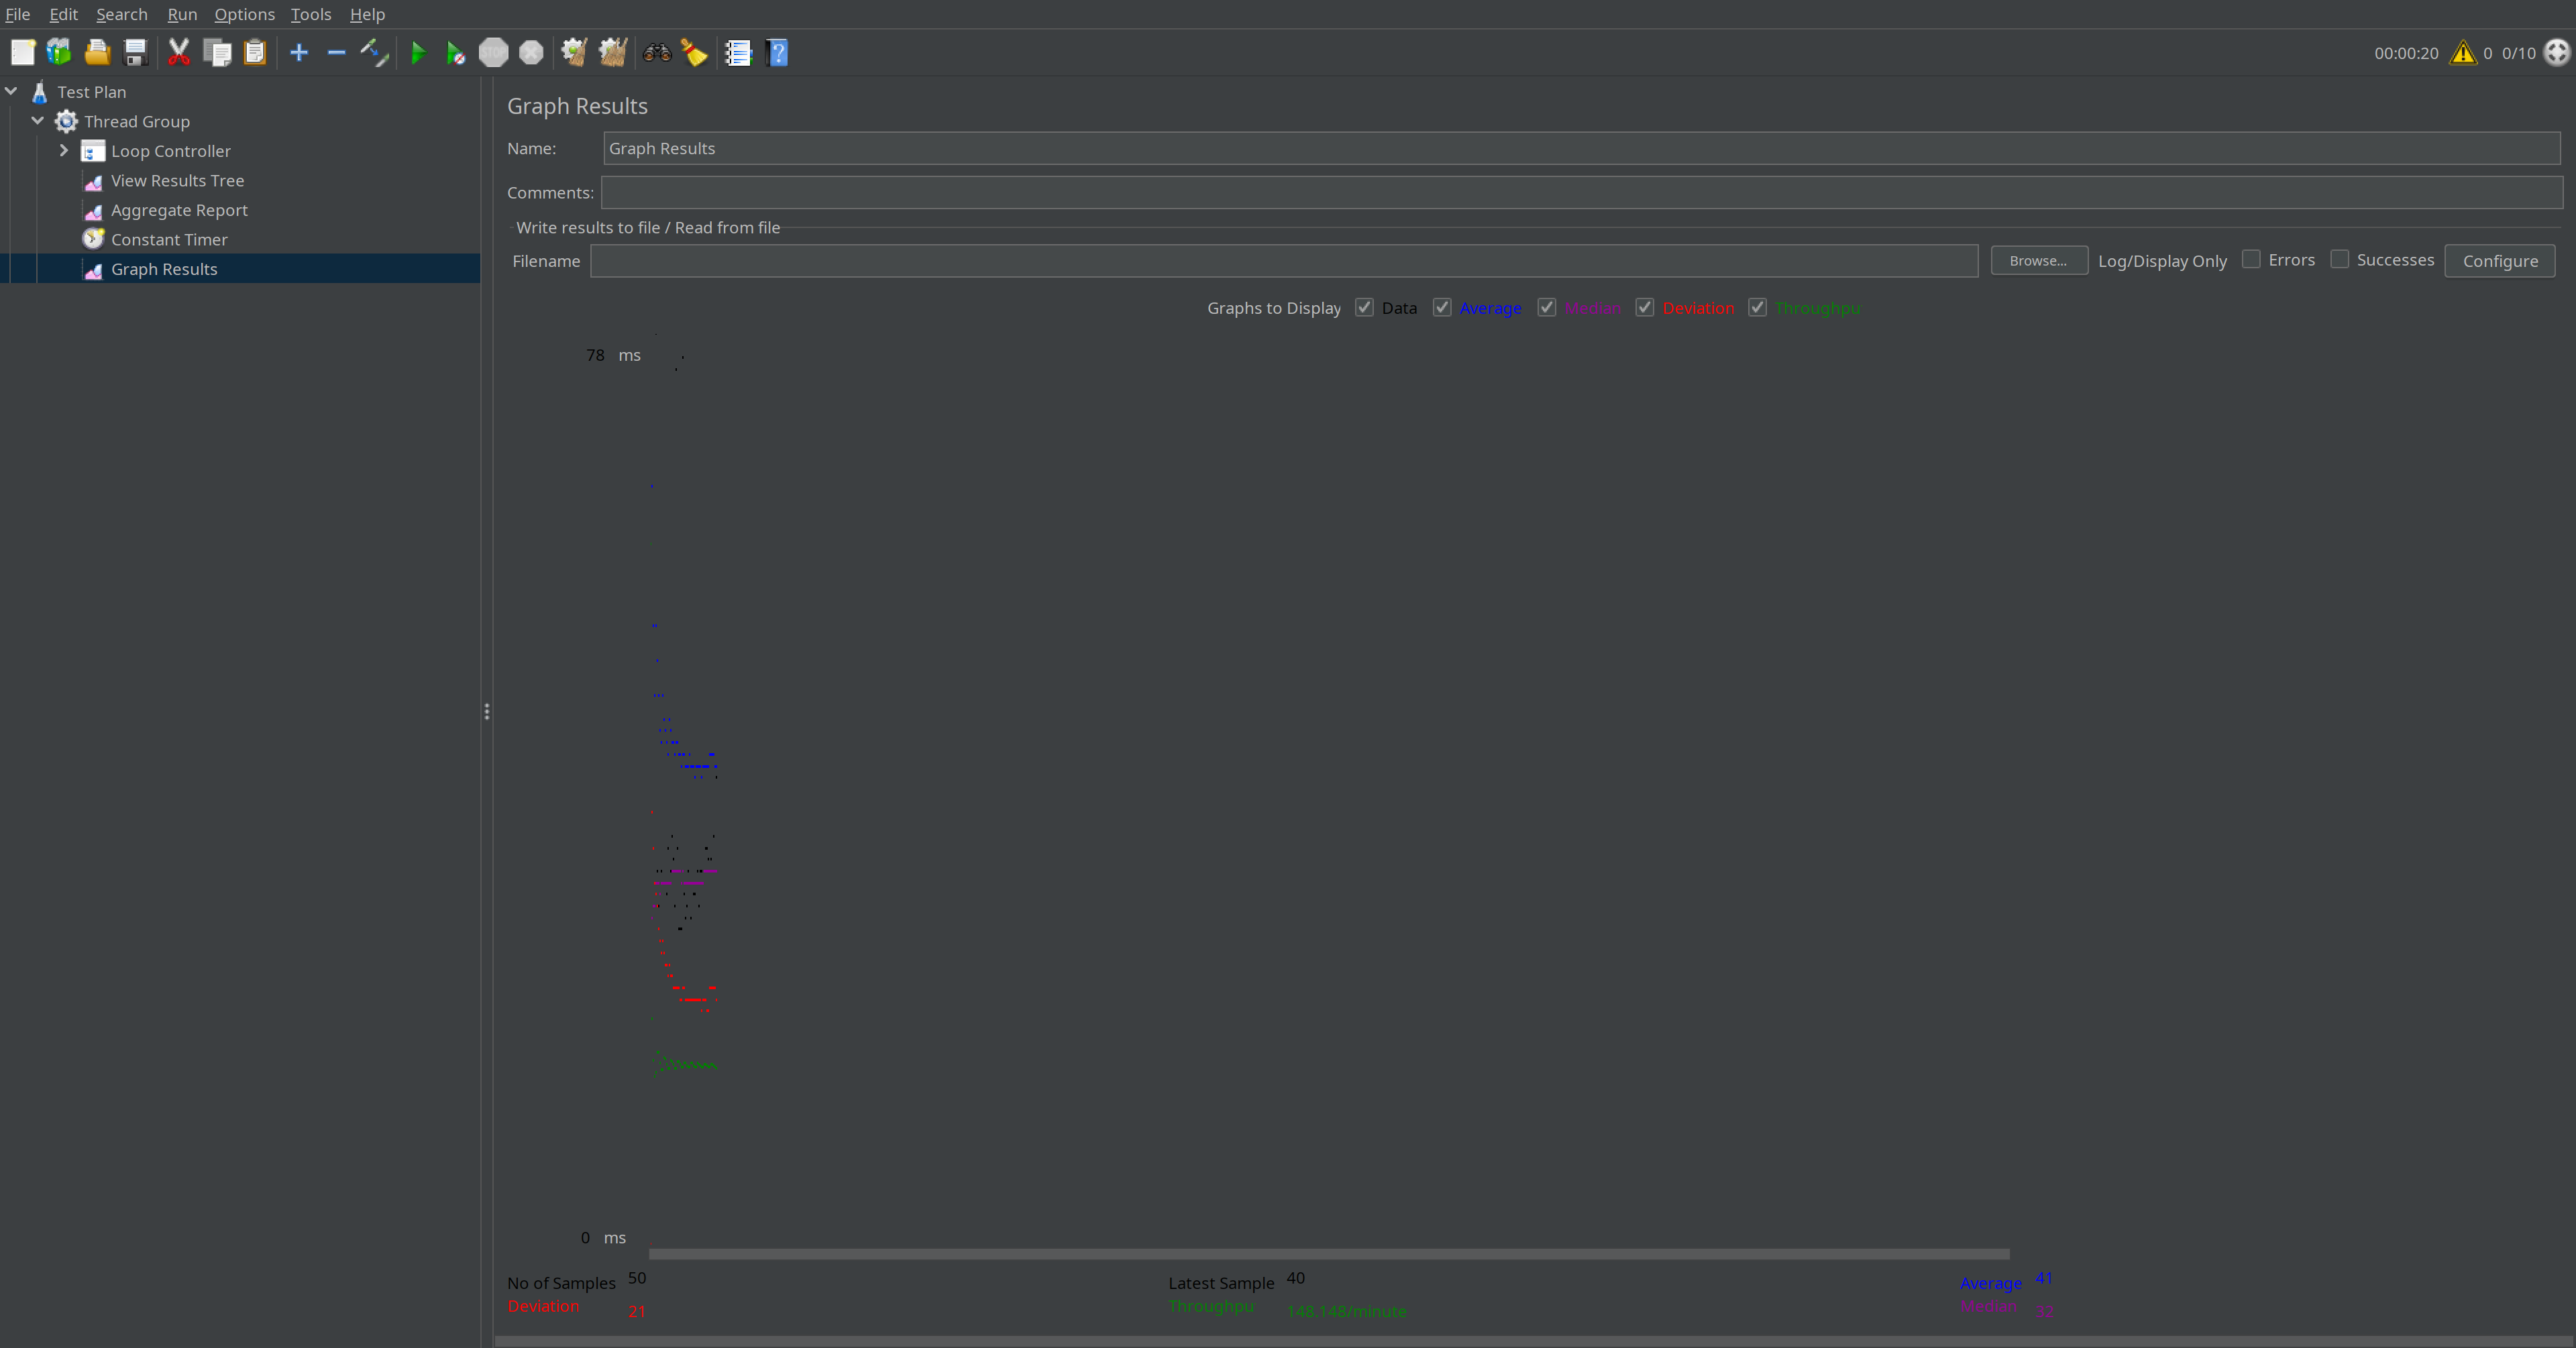 File Edit Search Run Options Tools Help
STOP
00:00:20 0 0/10
Test Plan
Thread Group
Loop Controller
View Results Tree
Aggregate Report
Constant Timer
Graph Results
Graph Results
Name: Graph Results
Comments:
Write results to file / Read from file
Filename Browse... Log/Display Only Errors Successes Configure
Graphs to Display Data Average Median Deviation Throughpu
78 ms
0 ms
No of Samples 50 Latest Sample 40 Average 41
Deviation 21 Throughpu 148.148/minute Median 32